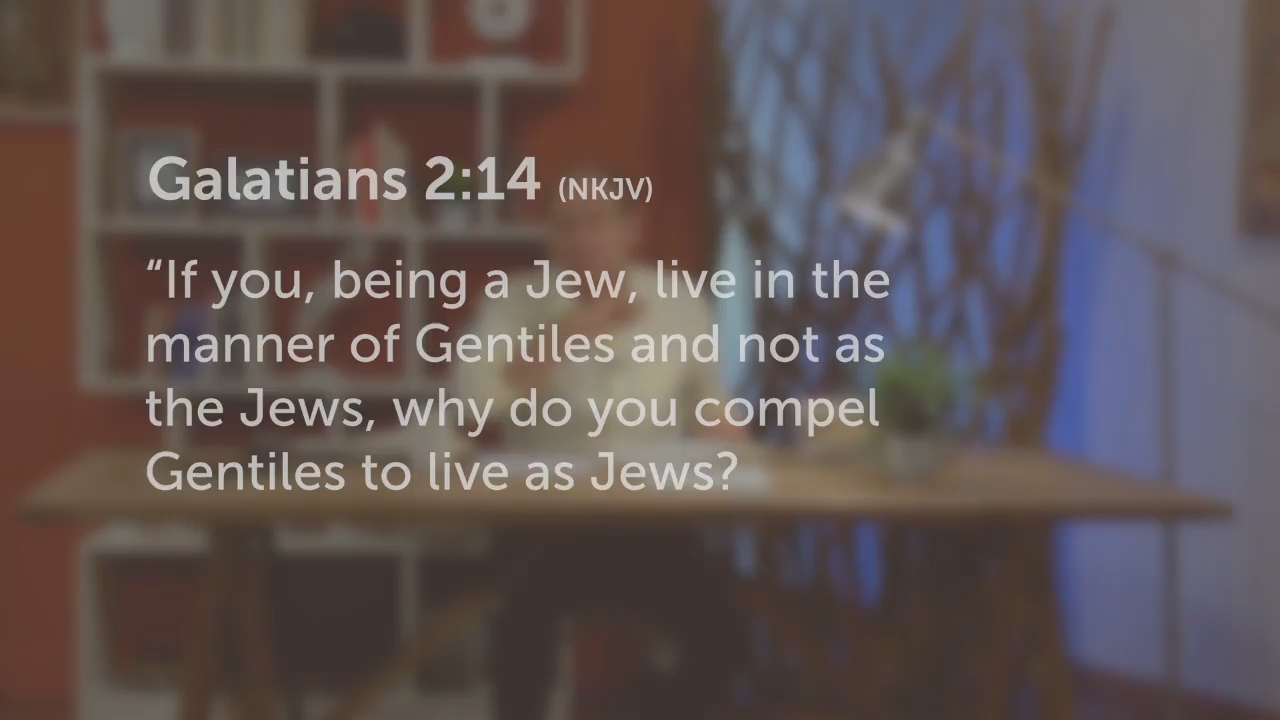 Galatians 2:14 (NKJV)
“If you, being a Jew, live in the
manner of Gentiles and not as
the Jews, why do you compel
Gentiles to live as Jews?